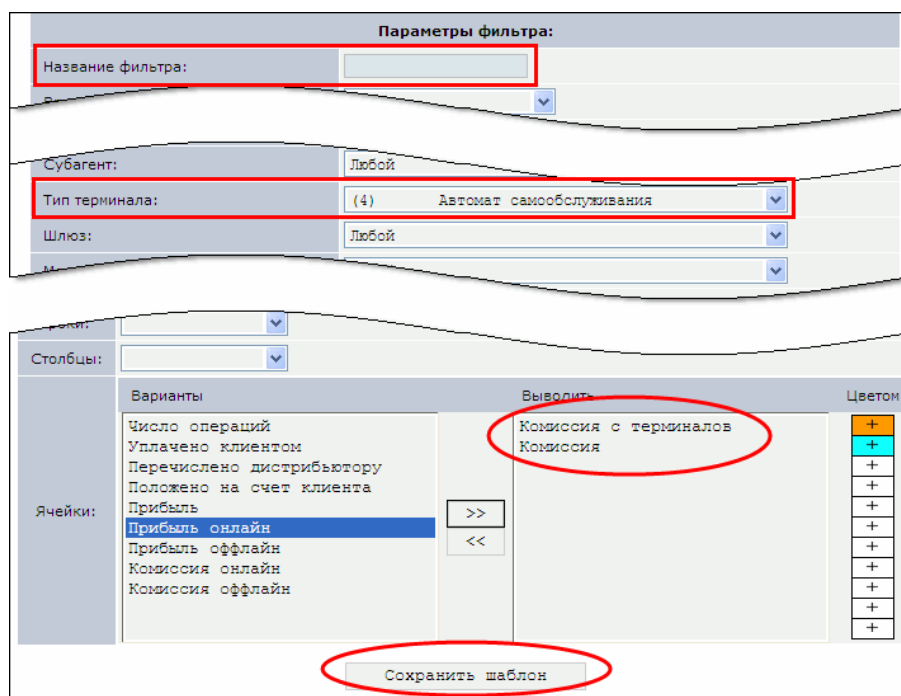 Параметры фильтра:
Название фильтра:
Субагент: Любой
Тип терминала: (4) Автомат самообслуживания
Шлюз: Любой
Столбцы:
Варианты Выводить Цветом
Ячейки:
Число операций
Уплачено клиентом
Перечислено дистрибьютору
Положено на счет клиента
Прибыль
Прибыль онлайн
Прибыль оффлайн
Комиссия онлайн
Комиссия оффлайн
>>
<<
Комиссия с терминалов
Комиссия
+
+
+
+
+
+
+
+
+
+
+
Сохранить шаблон